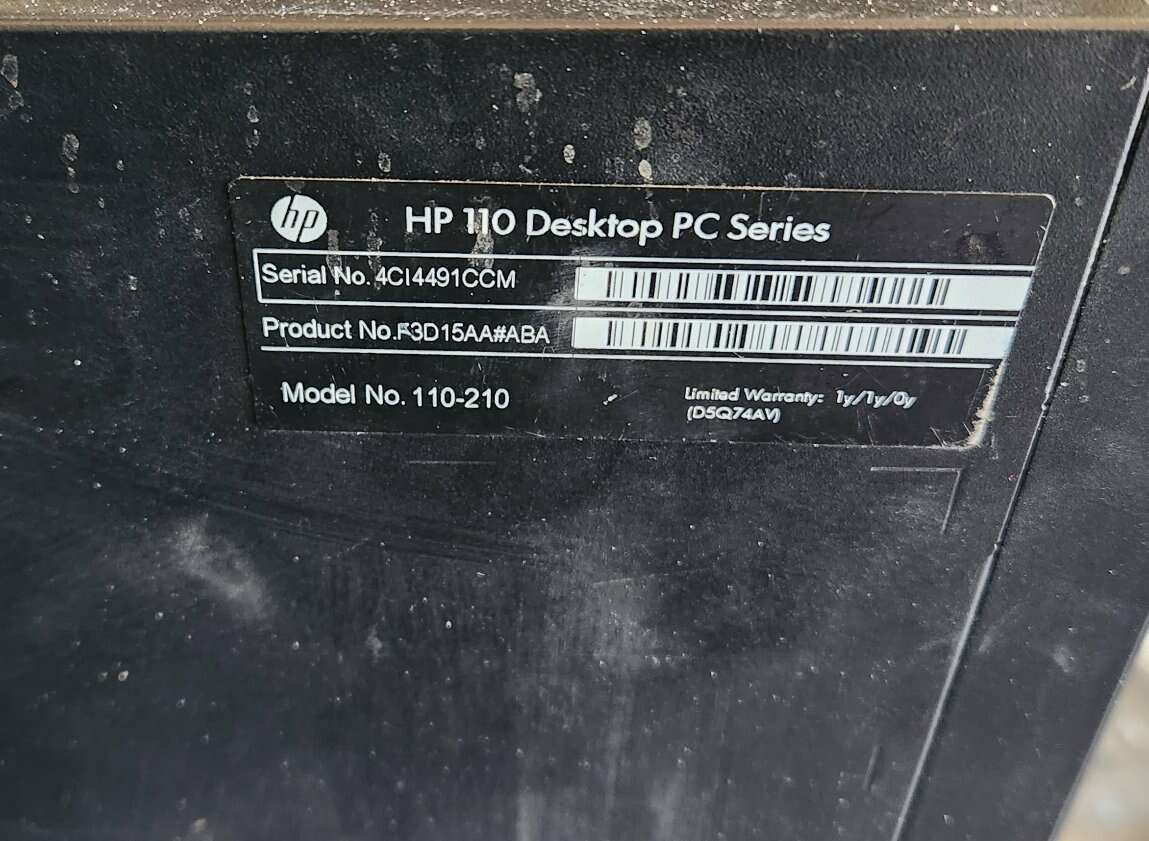 hp HP 110 Desktop PC Series
Serial No. 4CI4491CCM
Product No.F3D15AA#ABA
Model No. 110-210
Limited Warranty: 1y/1y/0y
(D5Q74AV)